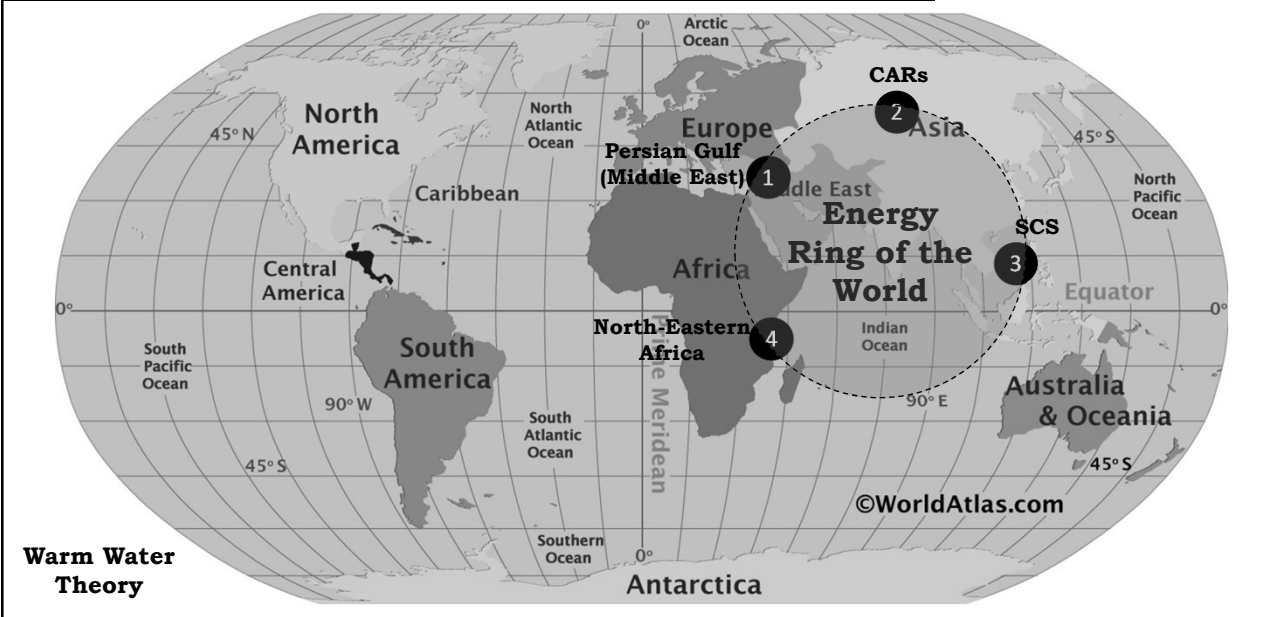 0°
Arctic
Ocean
CARs
2
Asia
North
America
45° N
North
Atlantic
Ocean
Europe
45° S
Persian Gulf
(Middle East)
1
ddle East
Caribbean
North
Pacific
Ocean
Energy
Ring of the
World
SCS
3
Africa
Central
America
Equator
0°
0°
North-Eastern
Africa
4
Indian
Ocean
South
Pacific
Ocean
South
America
Prime Meridean
90° W
90° E
Australia
& Oceania
South
Atlantic
Ocean
45° S
45° S
©WorldAtlas.com
Southern
Ocean
0°
Antarctica
Warm Water
Theory